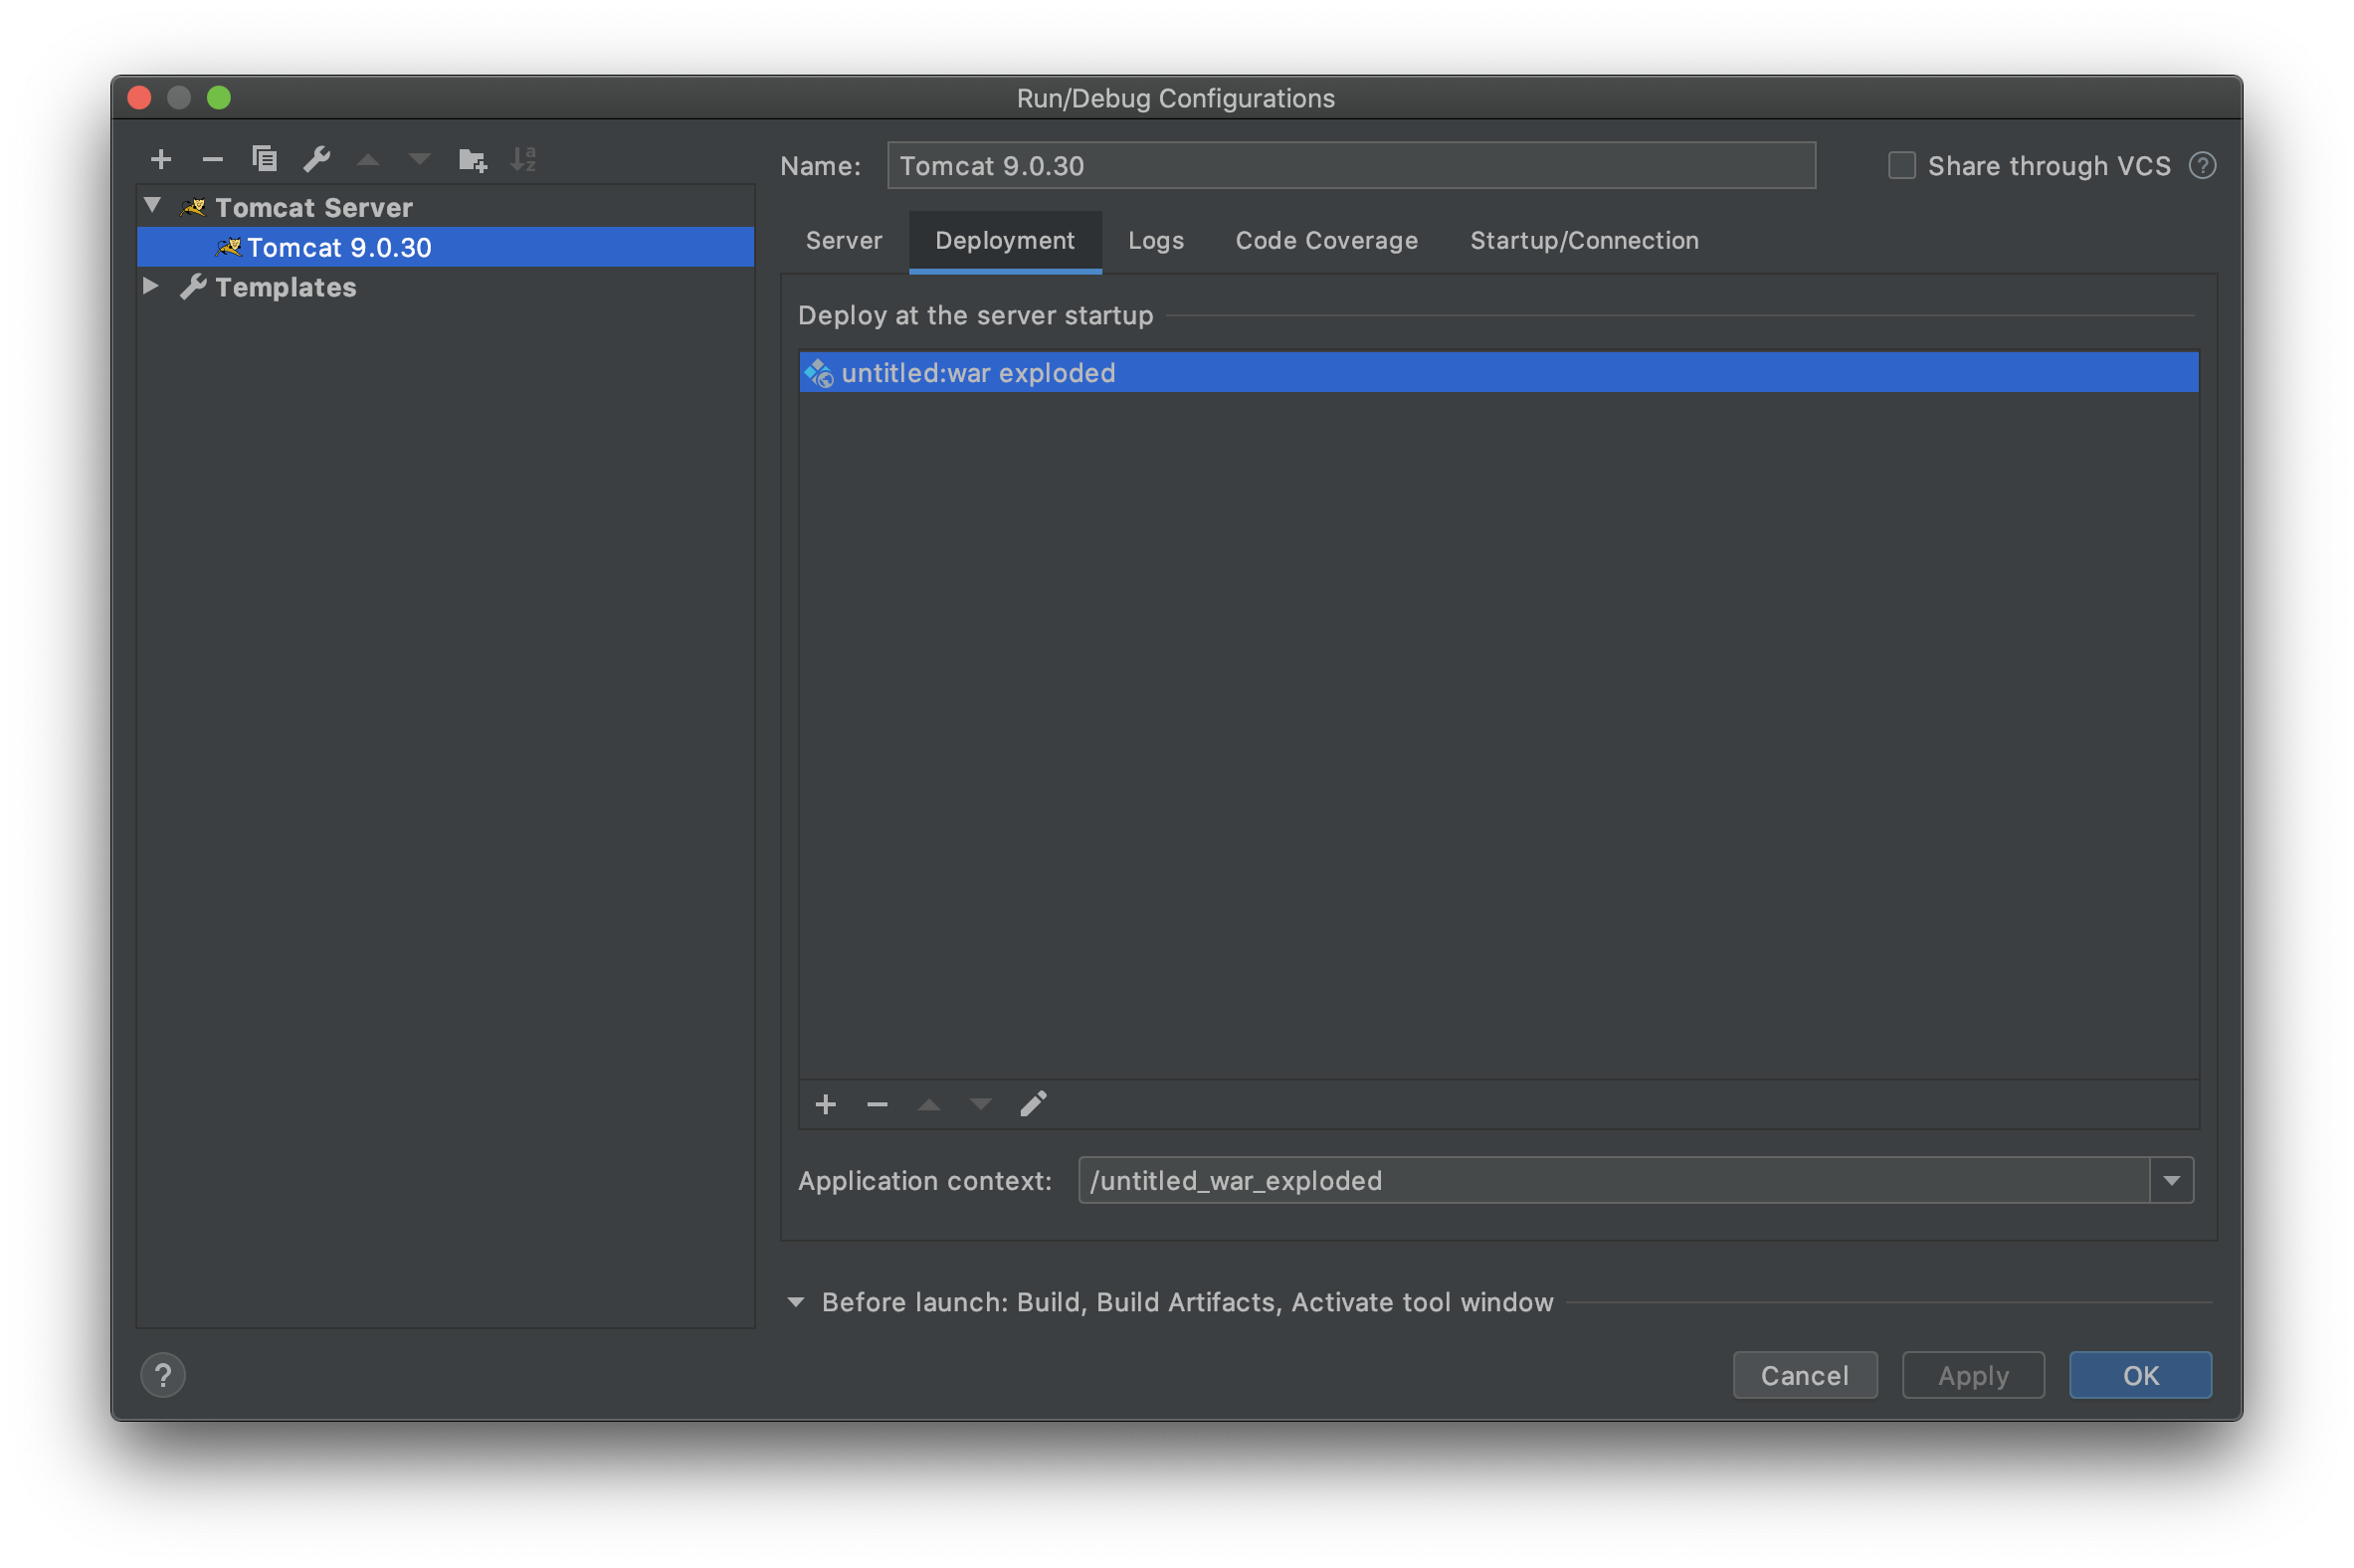 Run/Debug Configurations
Tomcat Server
Tomcat 9.0.30
Templates
Name: Tomcat 9.0.30
Share through VCS ?
Server Deployment Logs Code Coverage Startup/Connection
Deploy at the server startup
untitled:war exploded
Application context: /untitled_war_exploded
Before launch: Build, Build Artifacts, Activate tool window
? Cancel Apply OK